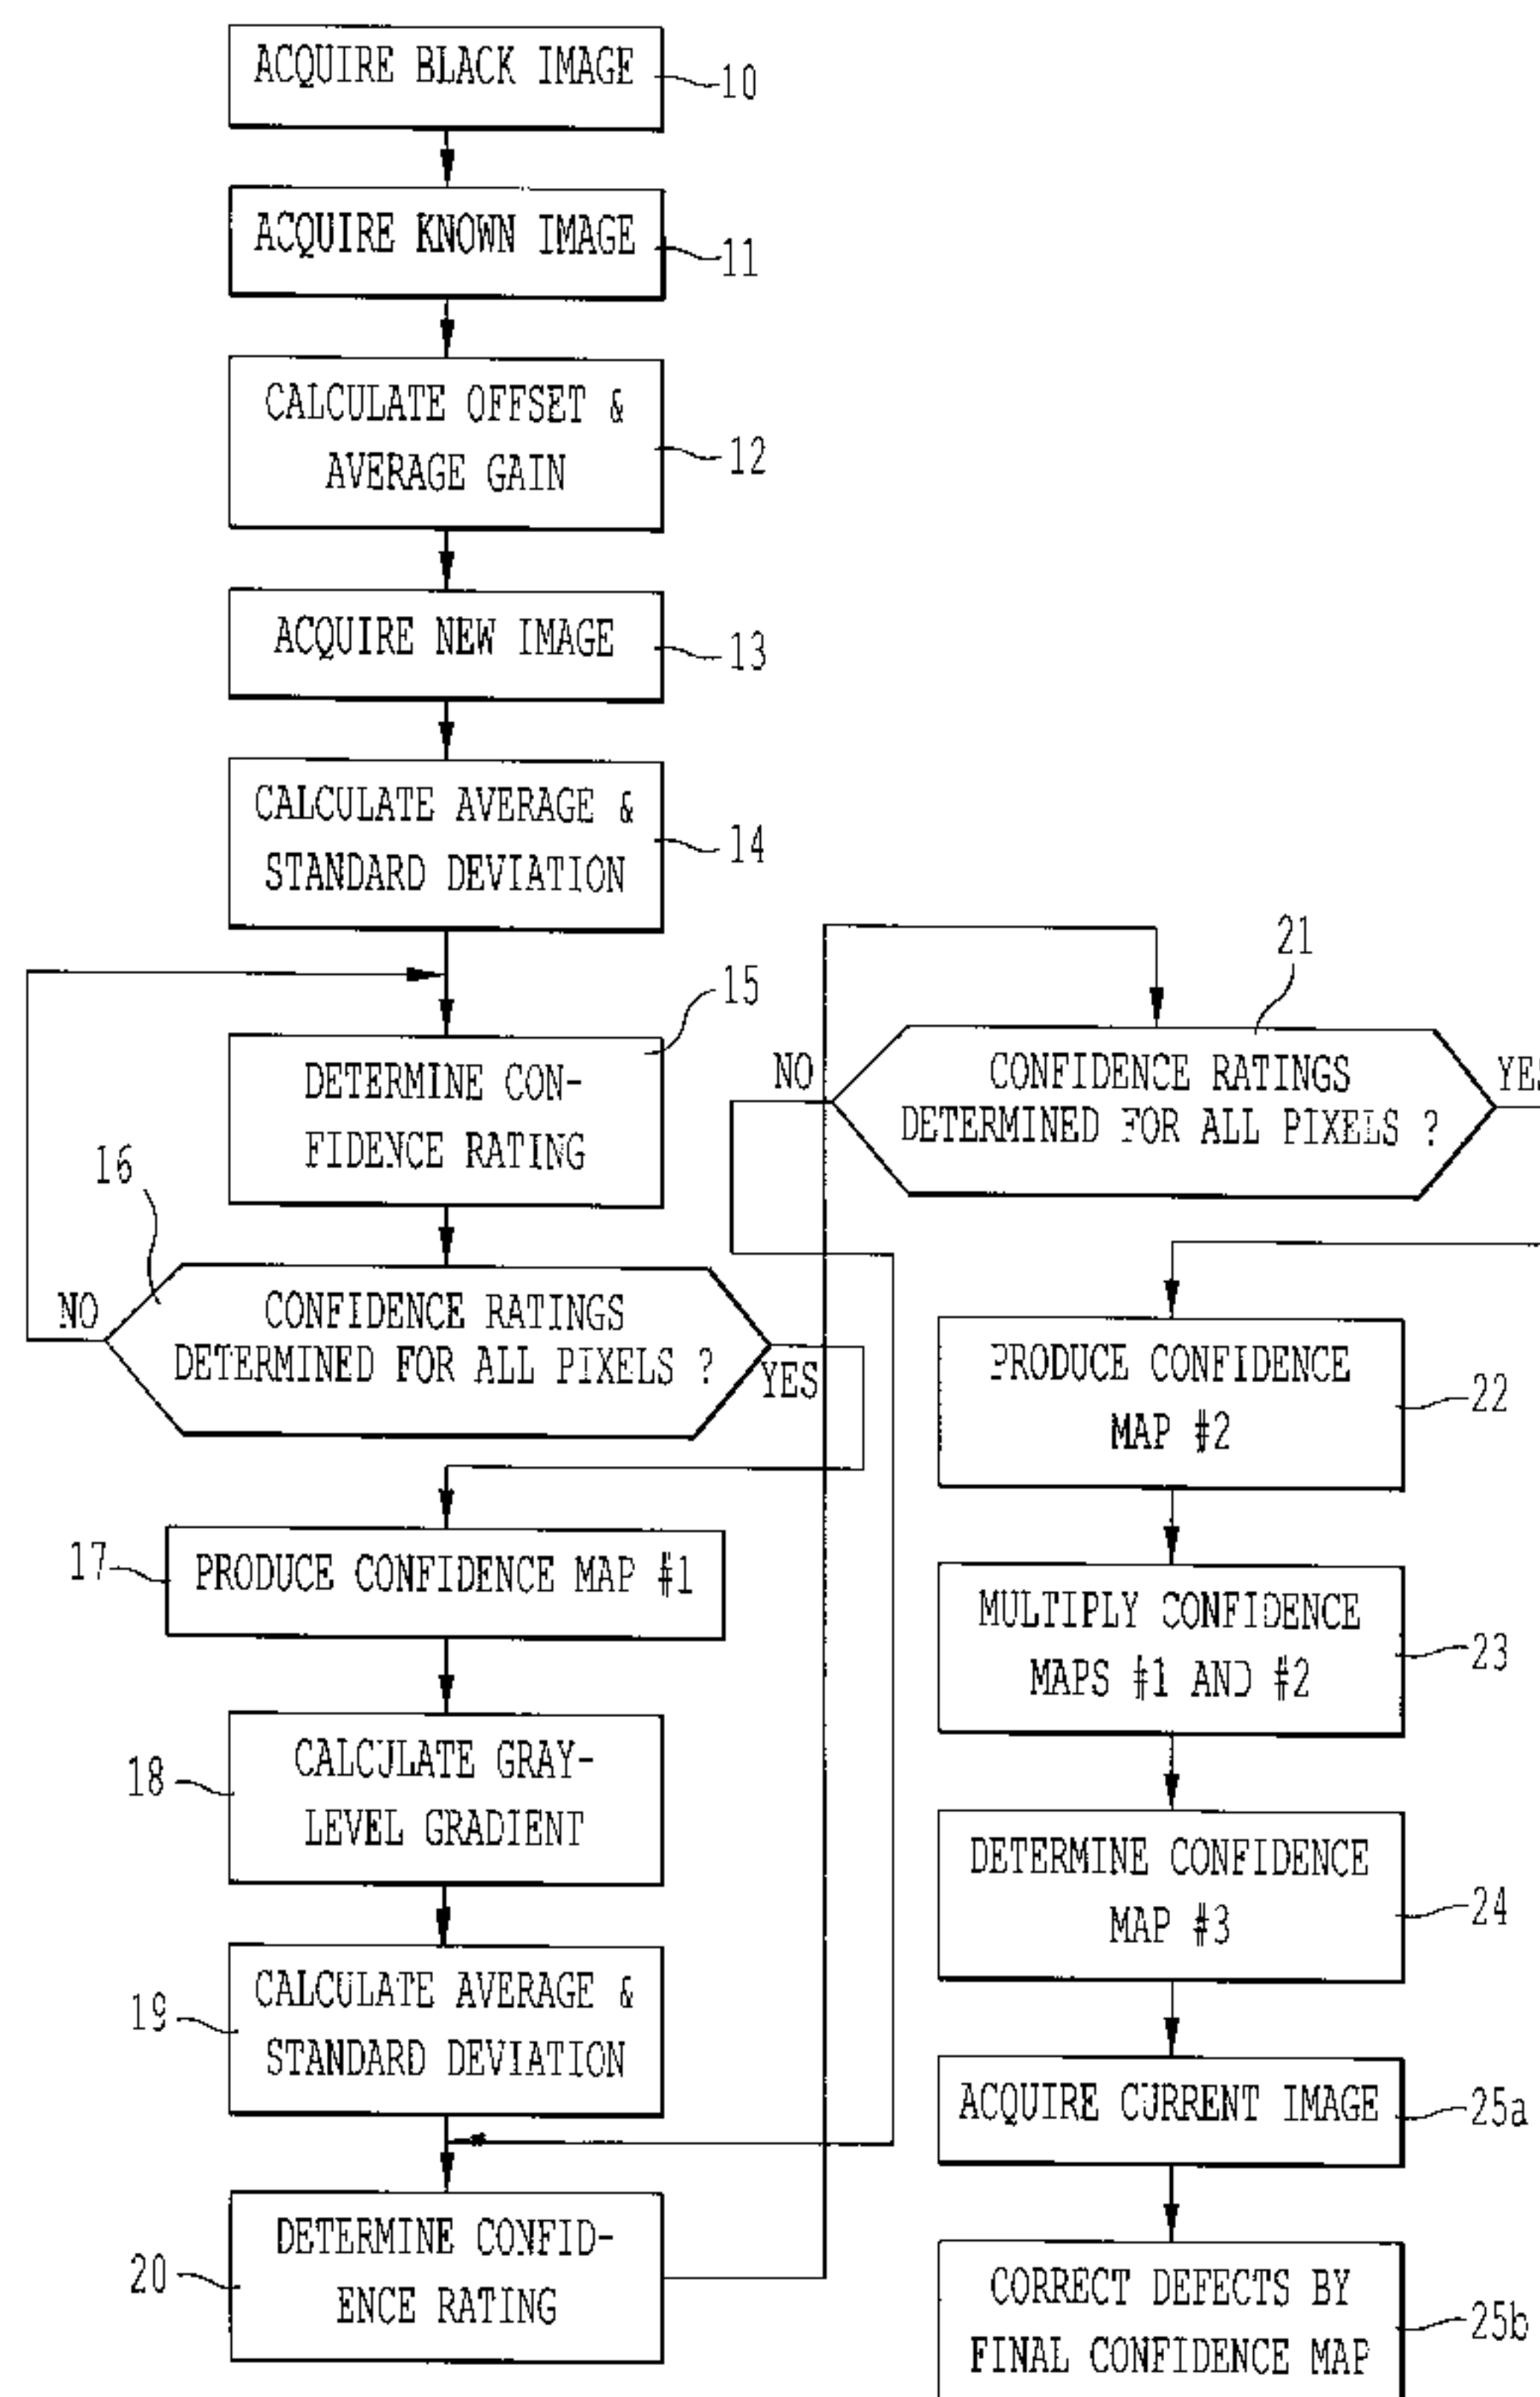 ACQUIRE BLACK IMAGE
10
ACQUIRE KNOWN IMAGE
11
CALCULATE OFFSET &
AVERAGE GAIN
12
ACQUIRE NEW IMAGE
13
CALCULATE AVERAGE &
STANDARD DEVIATION
14
DETERMINE CON-
FIDENCE RATING
15
16
NO
CONFIDENCE RATINGS
DETERMINED FOR ALL PIXELS ?
YES
17
PRODUCE CONFIDENCE MAP #1
18
CALCULATE GRAY-
LEVEL GRADIENT
19
CALCULATE AVERAGE &
STANDARD DEVIATION
20
DETERMINE CONFID-
ENCE RATING
21
NO
CONFIDENCE RATINGS
DETERMINED FOR ALL PIXELS ?
YES
PRODUCE CONFIDENCE
MAP #2
22
MULTIPLY CONFIDENCE
MAPS #1 AND #2
23
DETERMINE CONFIDENCE
MAP #3
24
ACQUIRE CURRENT IMAGE
25a
CORRECT DEFECTS BY
FINAL CONFIDENCE MAP
25b